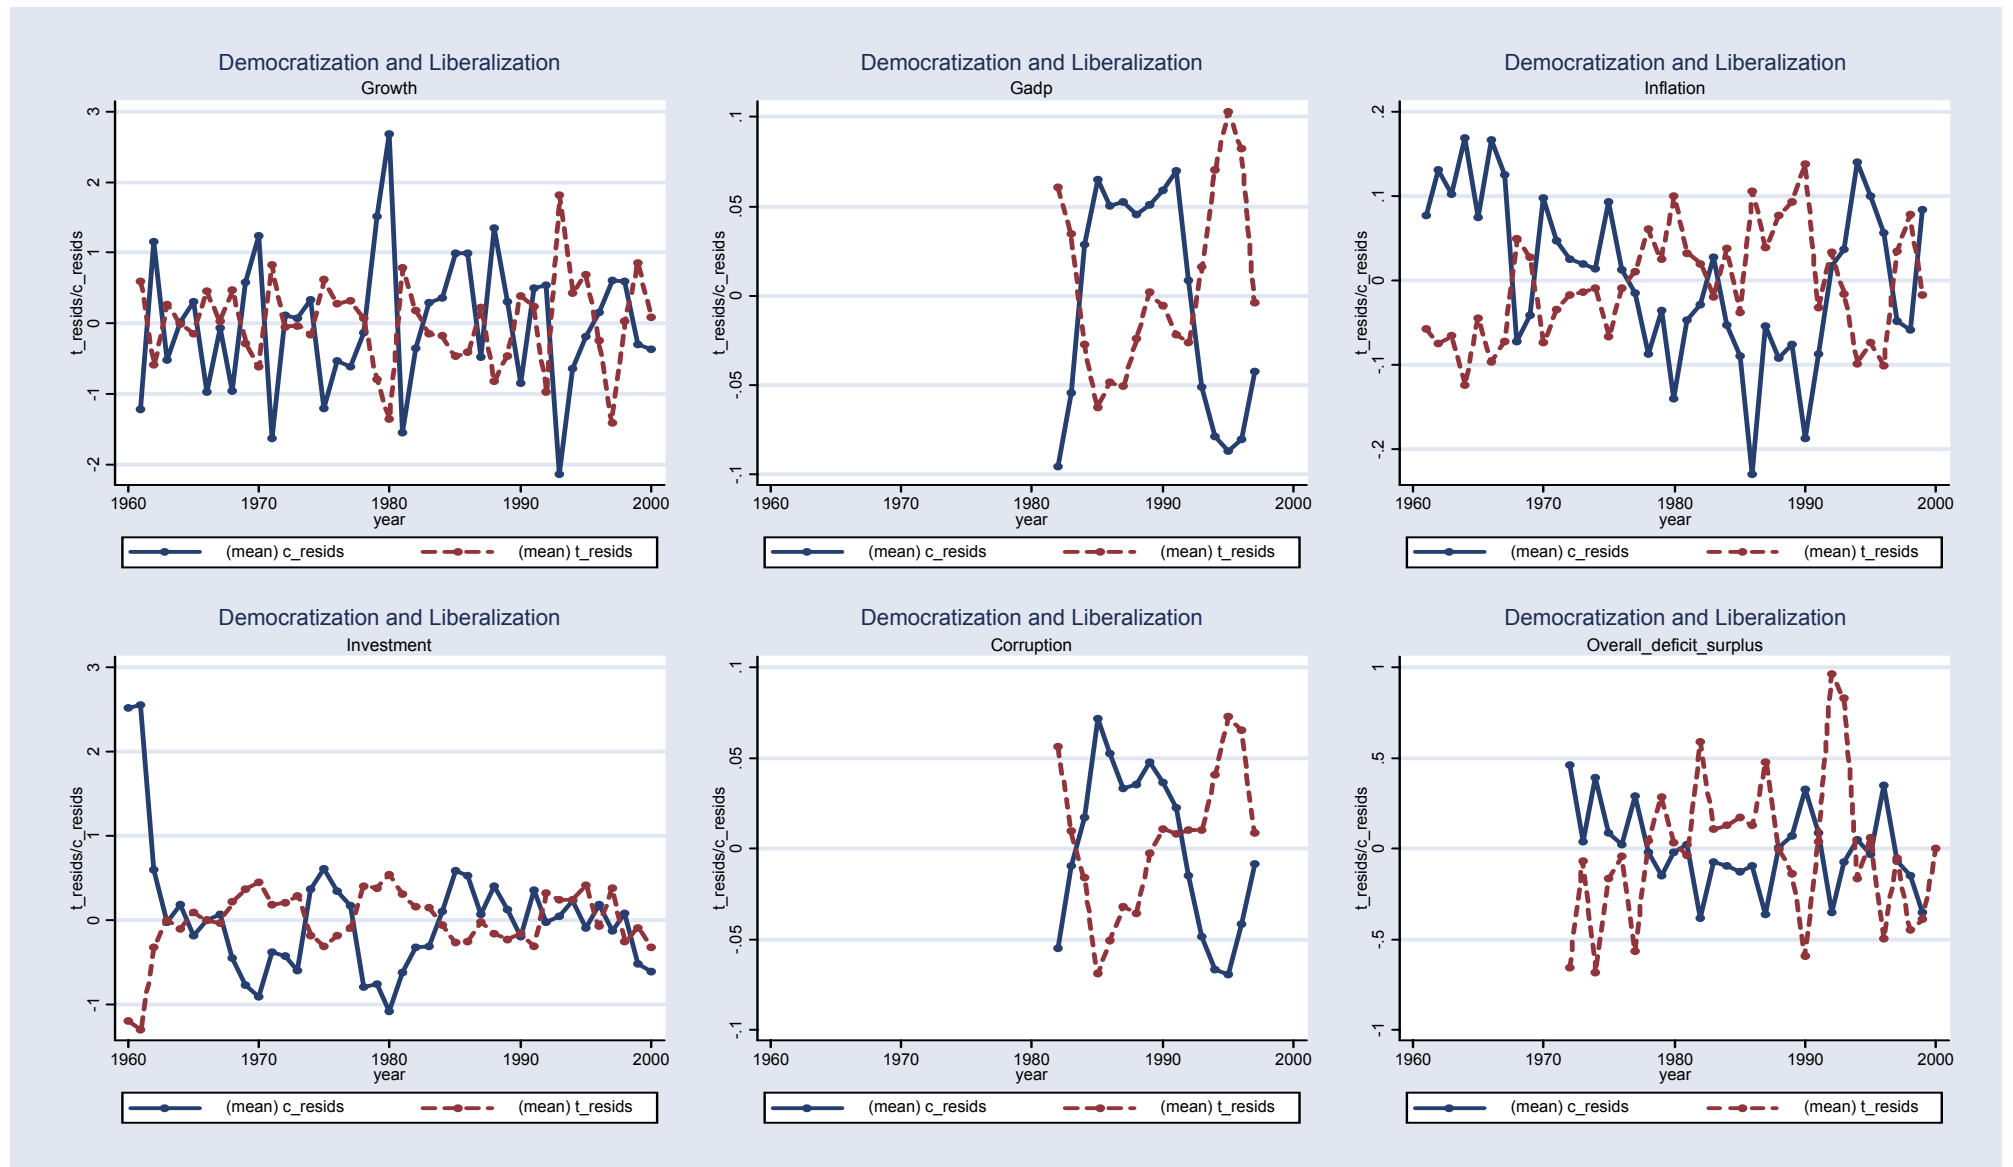 Democratization and Liberalization
Growth
t_resids/c_resids
3
2
1
0
-1
-2
1960 1970 1980 1990 2000
year
(mean) c_resids (mean) t_resids
Democratization and Liberalization
Gadp
t_resids/c_resids
.1
.05
0
-.05
-.1
1960 1970 1980 1990 2000
year
(mean) c_resids (mean) t_resids
Democratization and Liberalization
Inflation
t_resids/c_resids
.2
.1
0
-.1
-.2
1960 1970 1980 1990 2000
year
(mean) c_resids (mean) t_resids
Democratization and Liberalization
Investment
t_resids/c_resids
3
2
1
0
-1
1960 1970 1980 1990 2000
year
(mean) c_resids (mean) t_resids
Democratization and Liberalization
Corruption
t_resids/c_resids
.1
.05
0
-.05
-.1
1960 1970 1980 1990 2000
year
(mean) c_resids (mean) t_resids
Democratization and Liberalization
Overall_deficit_surplus
t_resids/c_resids
1
.5
0
-.5
-1
1960 1970 1980 1990 2000
year
(mean) c_resids (mean) t_resids